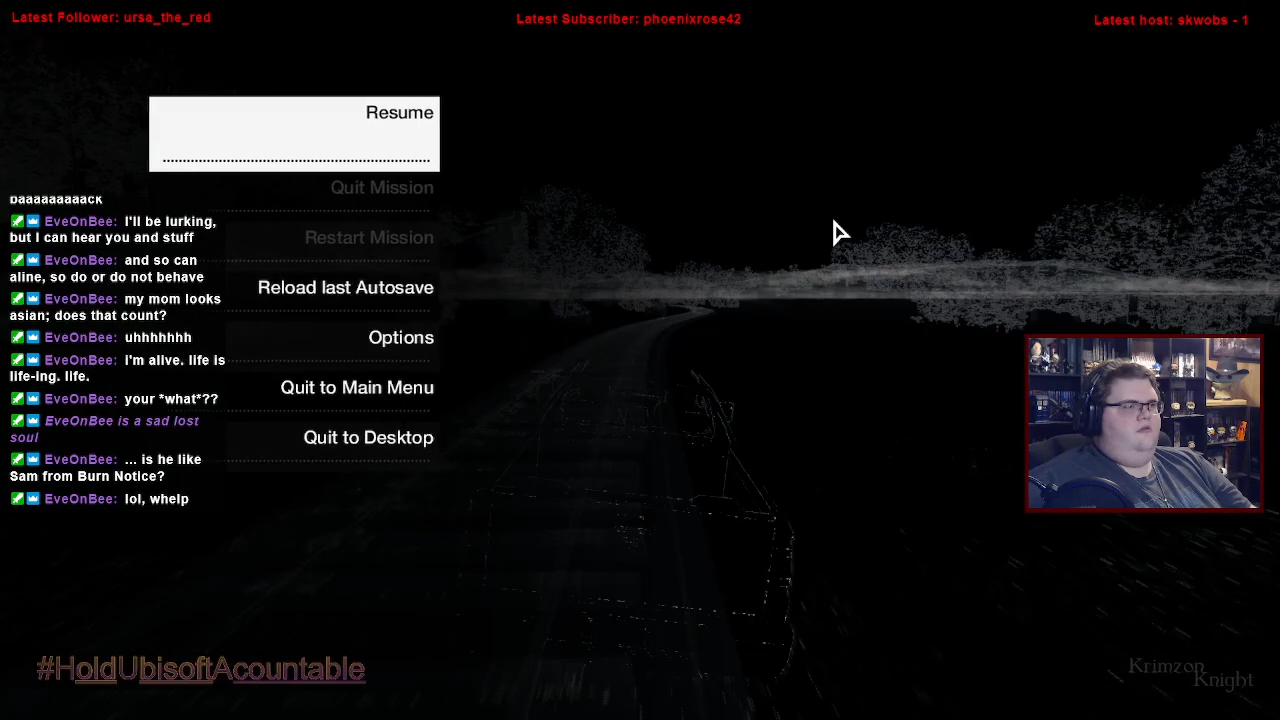 Latest Follower: ursa_the_red
Latest Subscriber: phoenixrose42
Latest host: skwobs - 1
Resume
Quit Mission
Restart Mission
Reload last Autosave
Options
Quit to Main Menu
Quit to Desktop
baaaaaaaaack
EveOnBee: I'll be lurking,
but I can hear you and stuff
EveOnBee: and so can
aline, so do or do not behave
EveOnBee: my mom looks
asian; does that count?
EveOnBee: uhhhhhhh
EveOnBee: I'm alive. life is
life-ing. life.
EveOnBee: your *what*??
EveOnBee is a sad lost
soul
EveOnBee: ... is he like
Sam from Burn Notice?
EveOnBee: lol, whelp
#HoldUbisoftAcountable
Krimzon
Knight